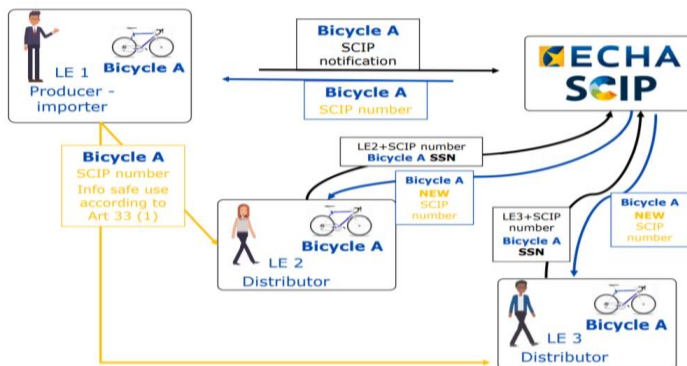 LE 1
Bicycle A
Producer -
importer
Bicycle A
SCIP
notification
Bicycle A
SCIP number
ECHA
SCIP
Bicycle A
SCIP number
Info safe use
according to
Art 33 (1)
LE2+SCIP number
Bicycle A SSN
Bicycle A
NEW
SCIP
number
Bicycle A
LE 2
Distributor
LE3+SCIP
number
Bicycle A
SSN
Bicycle A
NEW
SCIP
number
Bicycle A
LE 3
Distributor